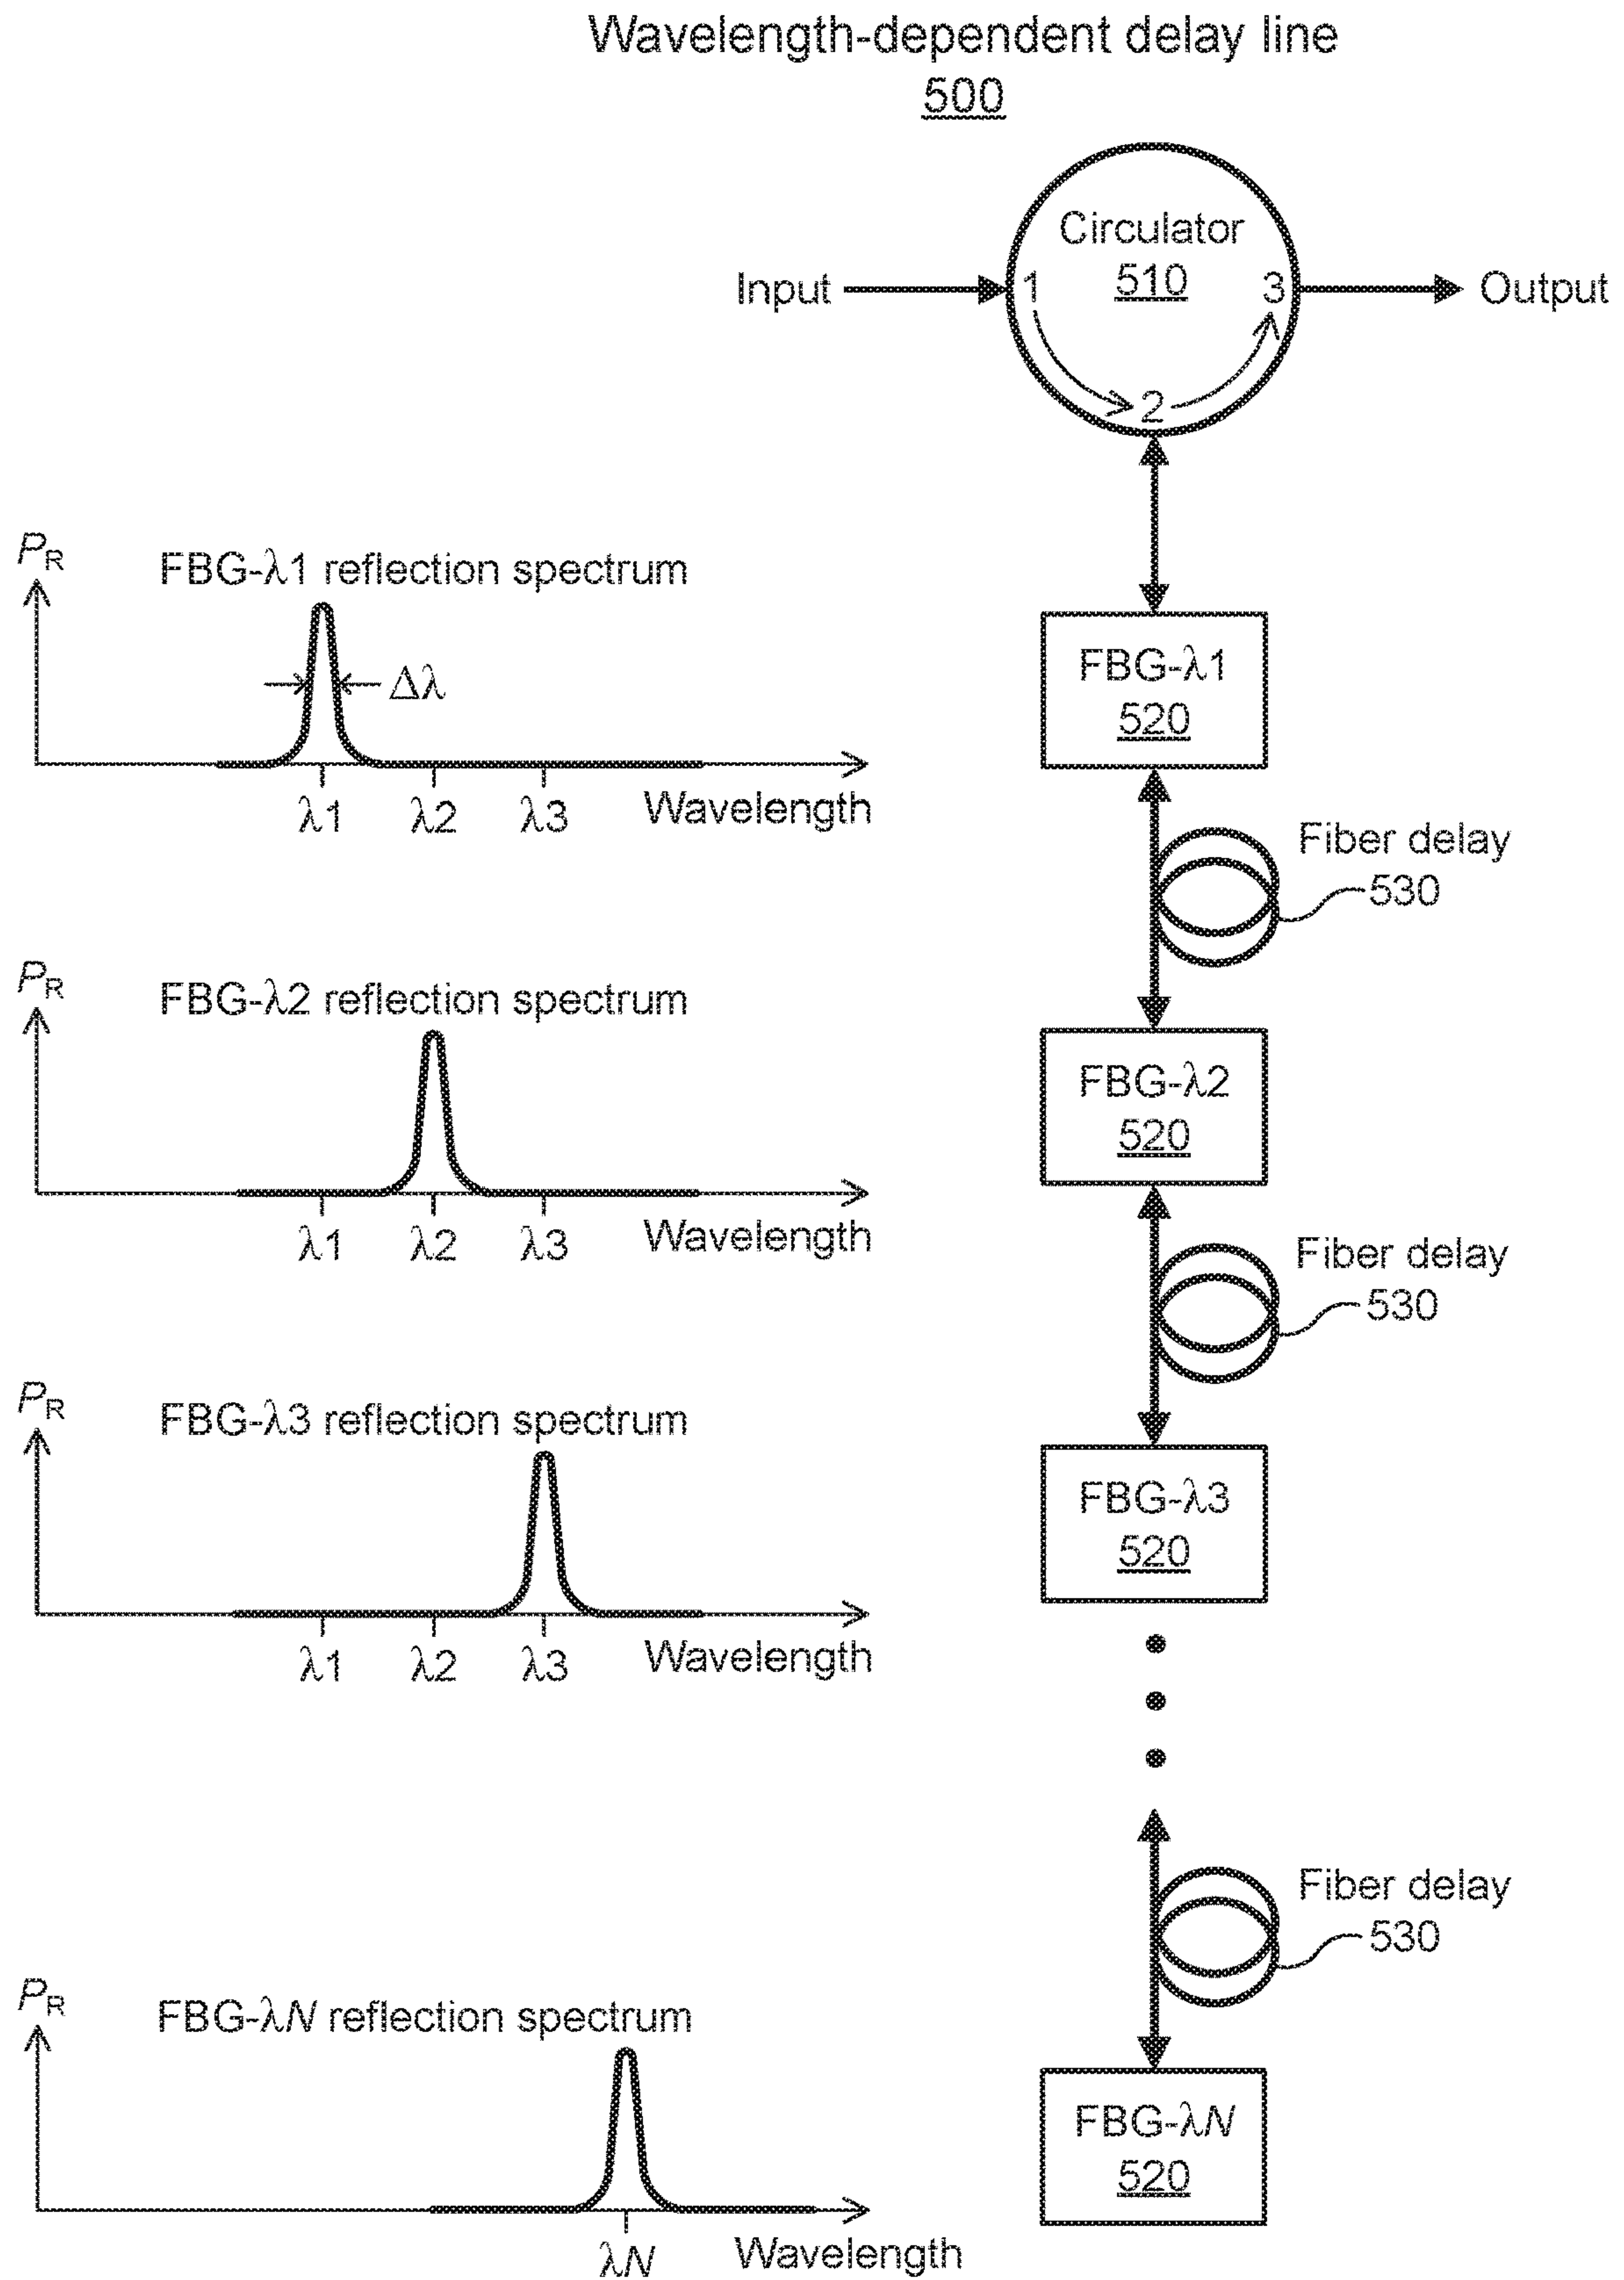 Wavelength-dependent delay line
500
Circulator
510
Input
1
3
Output
2
PR
FBG-λ1 reflection spectrum
Δλ
λ1
λ2
λ3
Wavelength
FBG-λ1
520
Fiber delay
530
PR
FBG-λ2 reflection spectrum
λ1
λ2
λ3
Wavelength
FBG-λ2
520
Fiber delay
530
PR
FBG-λ3 reflection spectrum
λ1
λ2
λ3
Wavelength
FBG-λ3
520
Fiber delay
530
PR
FBG-λN reflection spectrum
λN
Wavelength
FBG-λN
520